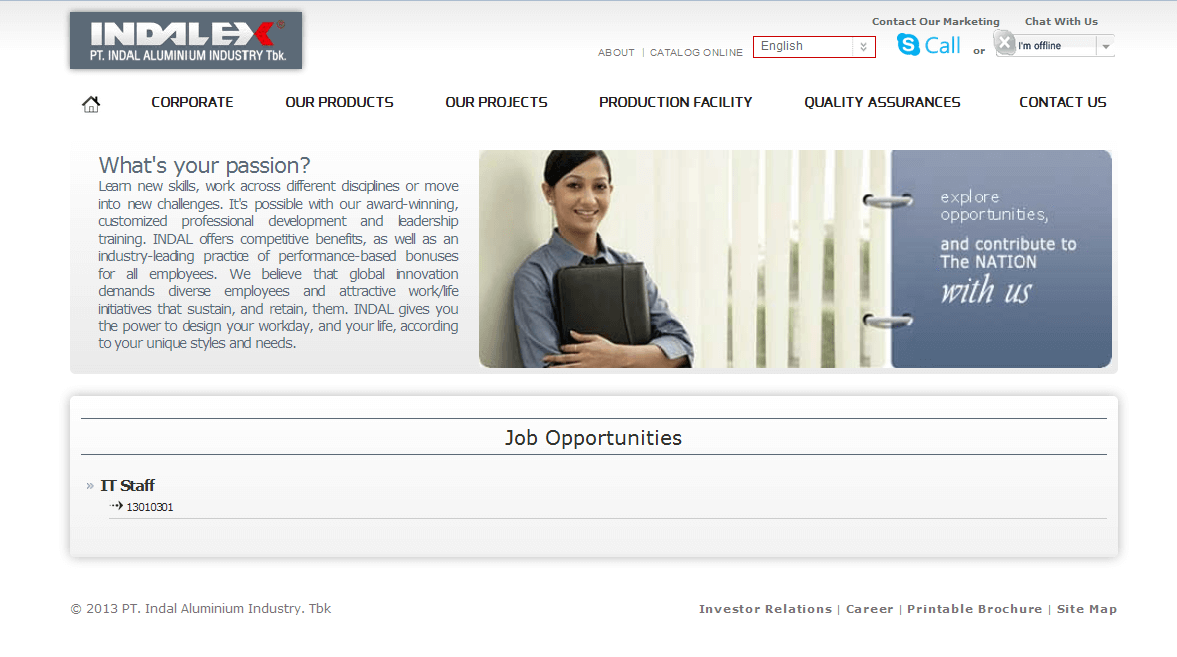 INDALEX ©
PT. INDAL ALUMINIUM INDUSTRY Tbk.
ABOUT | CATALOG ONLINE
English
Contact Our Marketing
Chat With Us
Call
or
I'm offline
CORPORATE
OUR PRODUCTS
OUR PROJECTS
PRODUCTION FACILITY
QUALITY ASSURANCES
CONTACT US
What's your passion?
Learn new skills, work across different disciplines or move
into new challenges. It's possible with our award-winning,
customized professional development and leadership
training. INDAL offers competitive benefits, as well as an
industry-leading practice of performance-based bonuses
for all employees. We believe that global innovation
demands diverse employees and attractive work/life
initiatives that sustain, and retain, them. INDAL gives you
the power to design your workday, and your life, according
to your unique styles and needs.
explore
opportunities,
and contribute to
The NATION
with us
Job Opportunities
» IT Staff
13010301
© 2013 PT. Indal Aluminium Industry. Tbk
Investor Relations | Career | Printable Brochure | Site Map